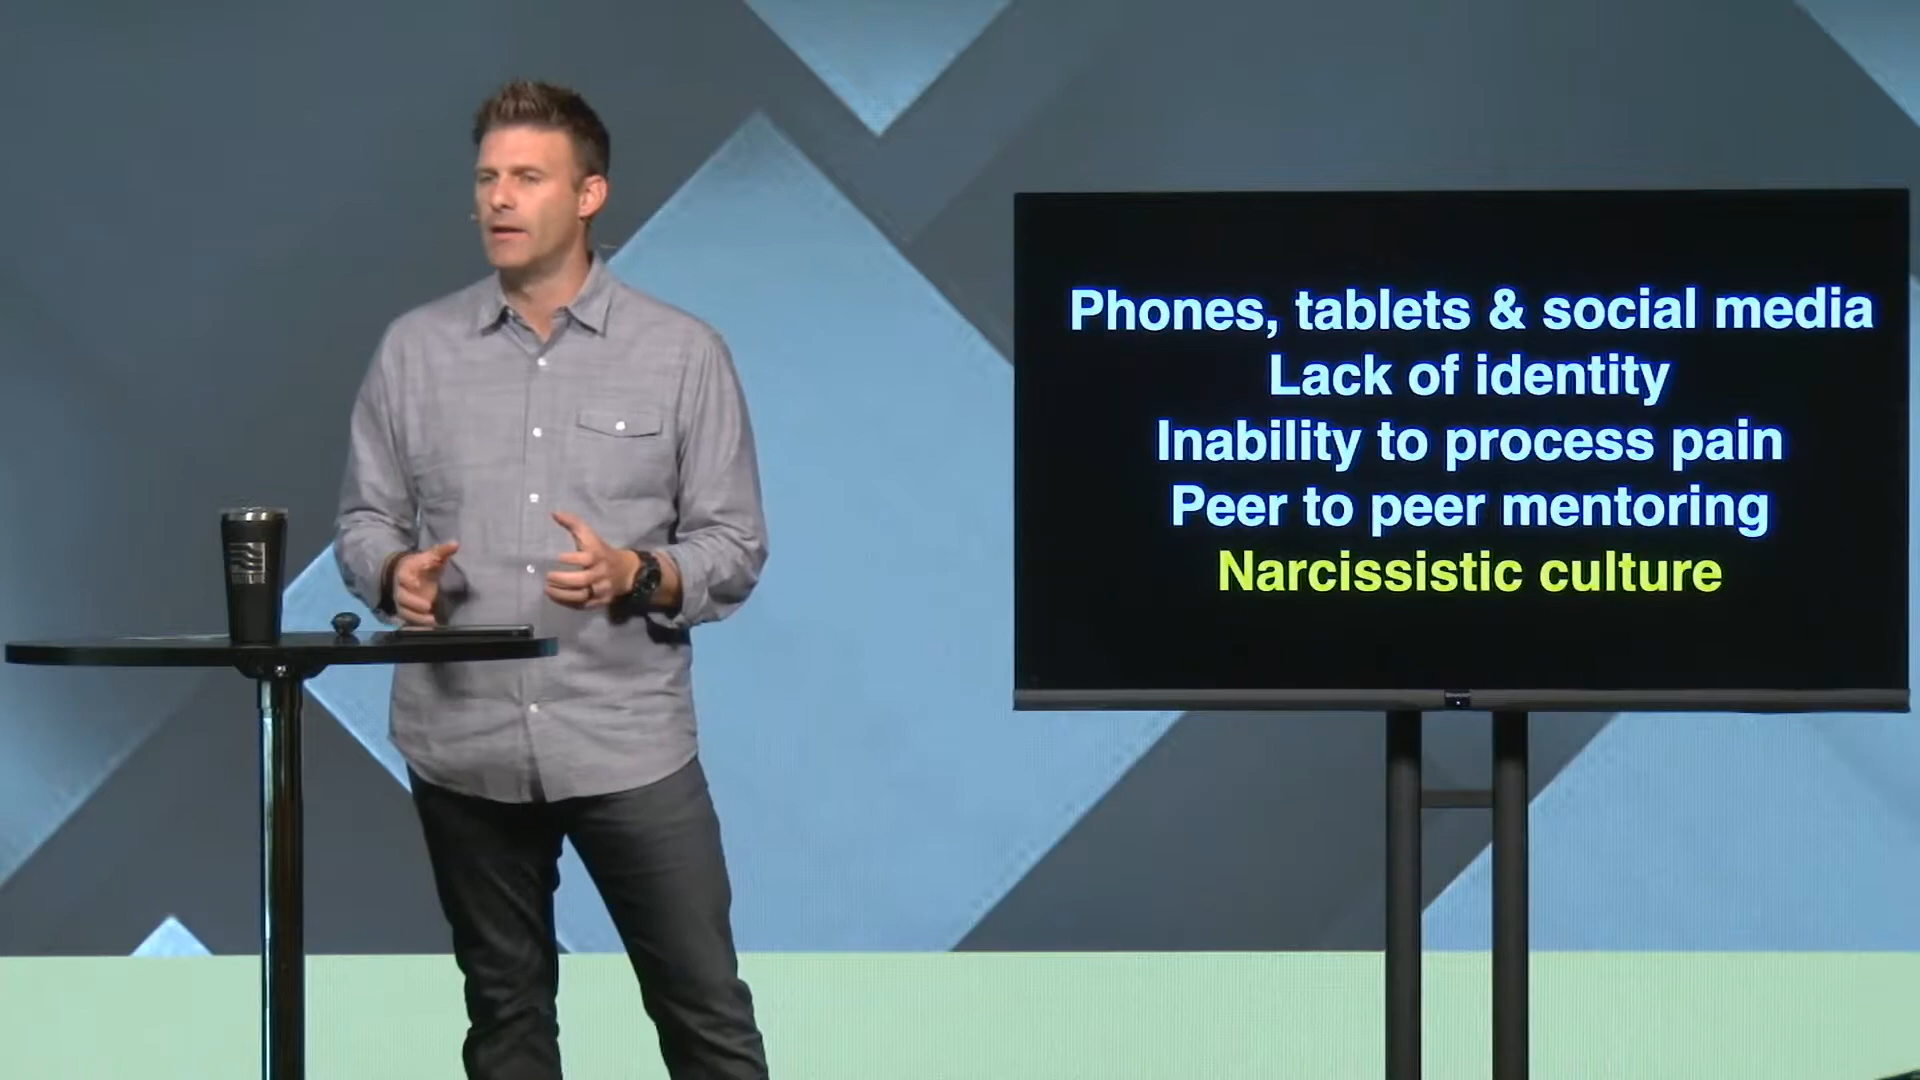 Phones, tablets & social media
Lack of identity
Inability to process pain
Peer to peer mentoring
Narcissistic culture